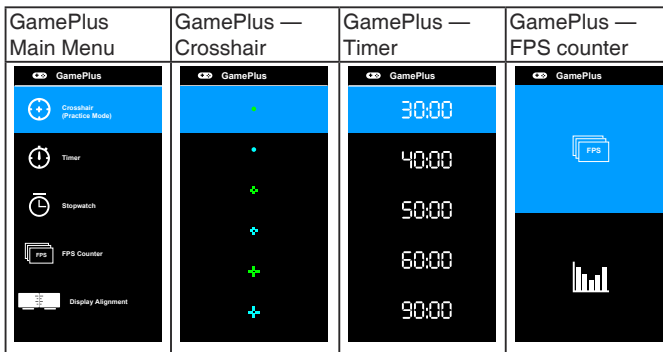 GamePlus
Main Menu
GamePlus —
Crosshair
GamePlus —
Timer
GamePlus —
FPS counter
GamePlus
Crosshair
(Practice Mode)
Timer
Stopwatch
FPS
FPS Counter
Display Alignment
GamePlus
GamePlus
30:00
40:00
50:00
60:00
90:00
GamePlus
FPS